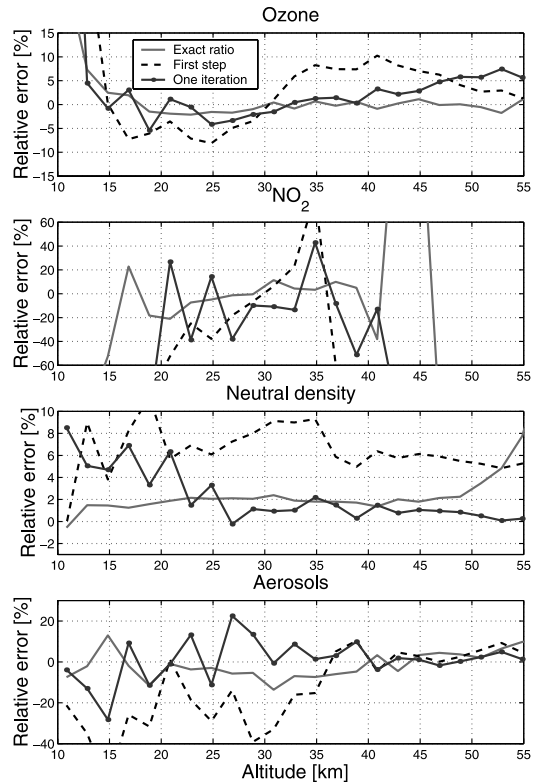 Ozone
Relative error [%]
15
10
5
0
−5
−10
−15
Exact ratio
First step
One iteration
10 15 20 25 30 35 40 45 50 55
NO2
Relative error [%]
60
40
20
0
−20
−40
−60
10 15 20 25 30 35 40 45 50 55
Neutral density
Relative error [%]
10
8
6
4
2
0
−2
10 15 20 25 30 35 40 45 50 55
Aerosols
Relative error [%]
20
0
−20
−40
10 15 20 25 30 35 40 45 50 55
Altitude [km]